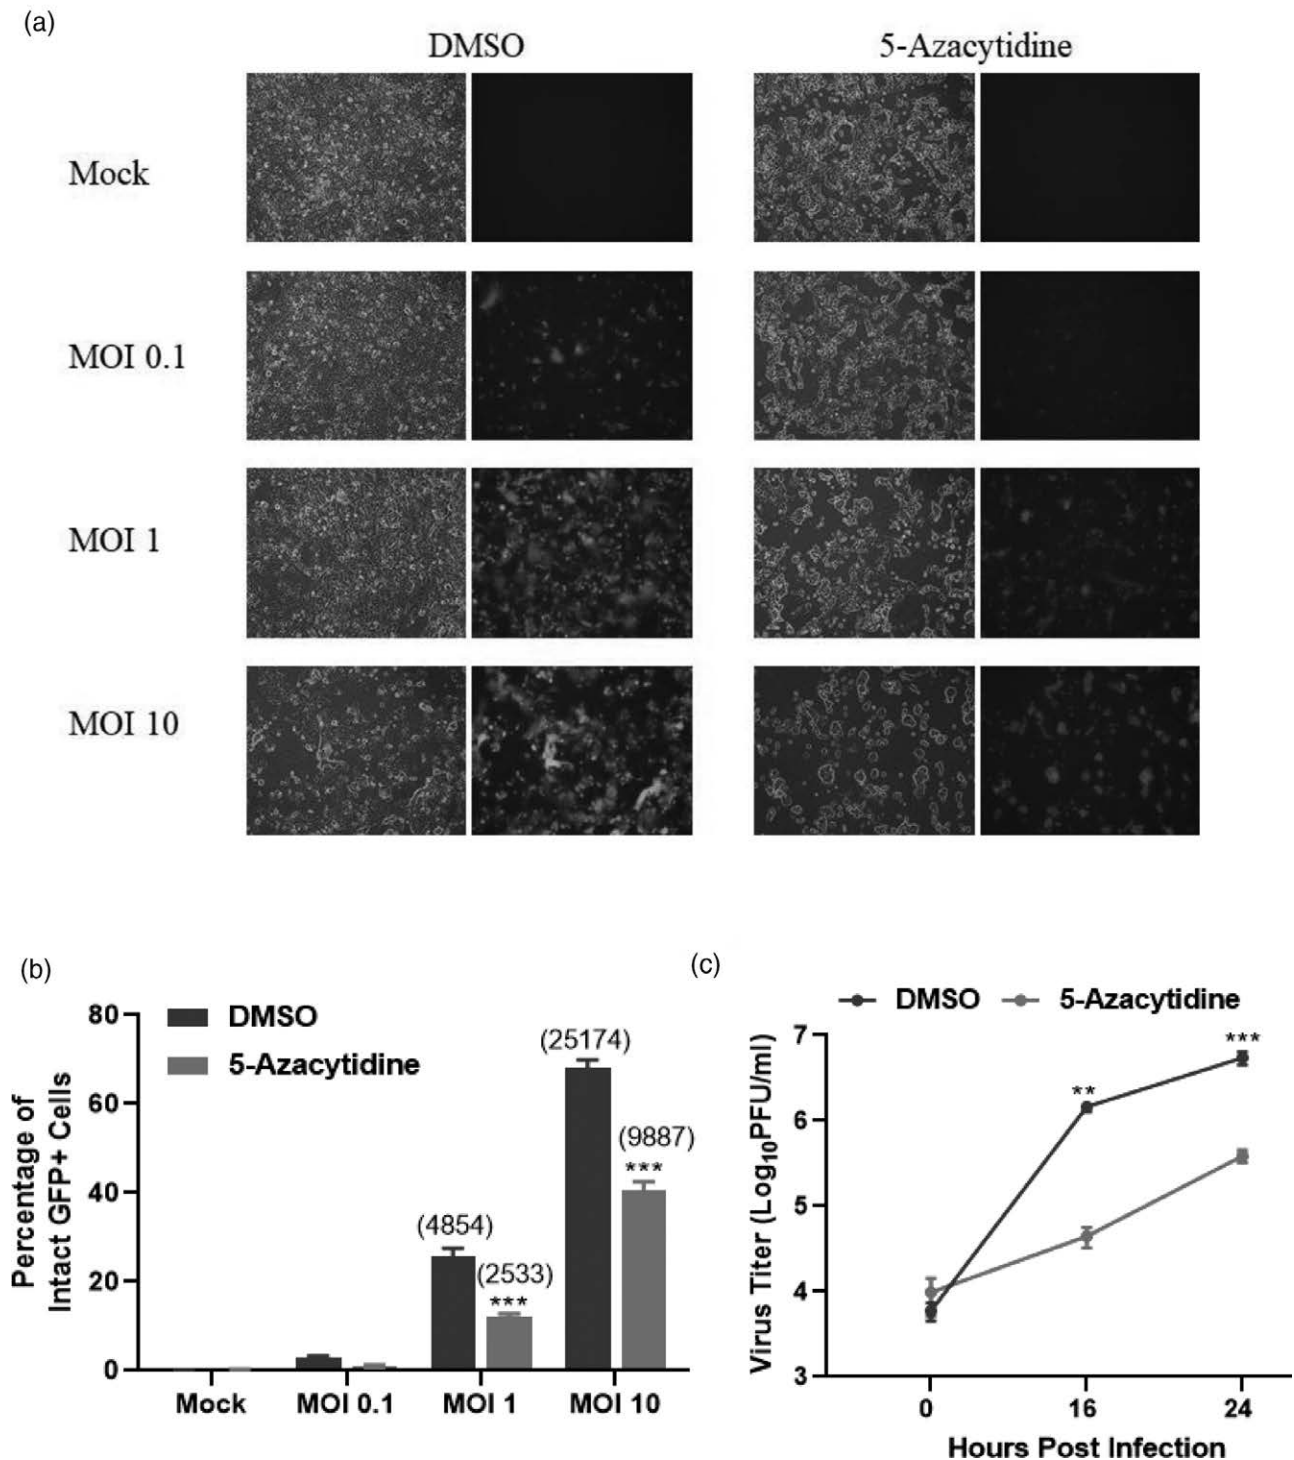 (a)
DMSO 5-Azacytidine
Mock
MOI 0.1
MOI 1
MOI 10
(b)
DMSO
5-Azacytidine
Percentage of
Intact GFP+ Cells
80
60
40
20
0
(4854)
(2533)
***
(25174)
(9887)
***
Mock MOI 0.1 MOI 1 MOI 10
(c)
DMSO 5-Azacytidine
Virus Titer (Log₁₀PFU/ml)
7
6
5
4
3
**
***
0 16 24
Hours Post Infection